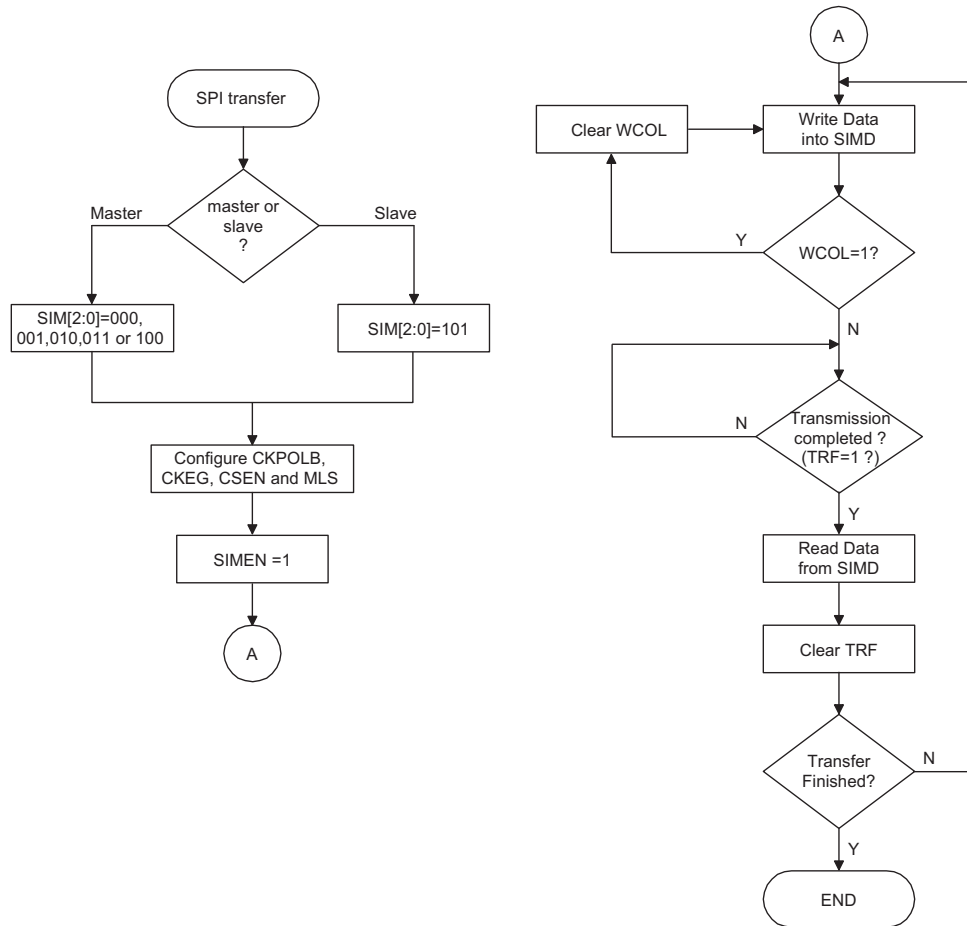 SPI transfer
master or
slave
?
Master
Slave
SIM[2:0]=000,
001,010,011 or 100
SIM[2:0]=101
Configure CKPOLB,
CKEG, CSEN and MLS
SIMEN =1
A
A
Clear WCOL
Write Data
into SIMD
Y
WCOL=1?
N
N
Transmission
completed ?
(TRF=1 ?)
Y
Read Data
from SIMD
Clear TRF
Transfer
Finished?
N
Y
END